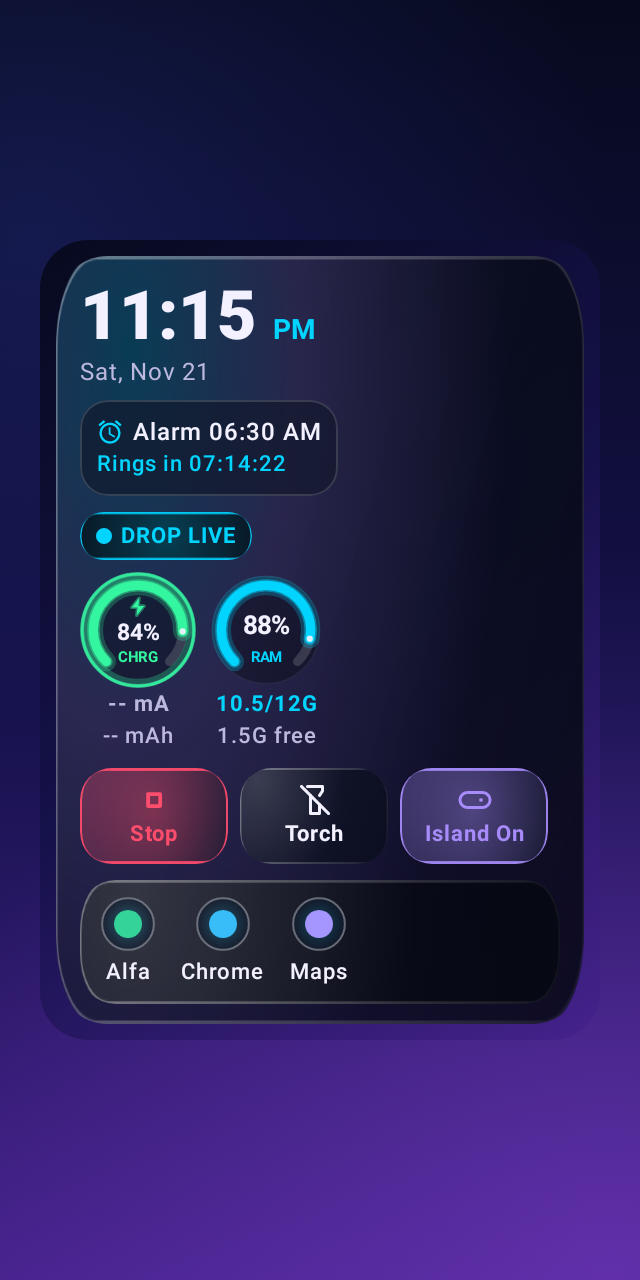 11:15 PM
Sat, Nov 21
Alarm 06:30 AM
Rings in 07:14:22
DROP LIVE
84% 88%
CHRG RAM
-- mA 10.5/12G
-- mAh 1.5G free
Stop Torch Island On
Alfa Chrome Maps